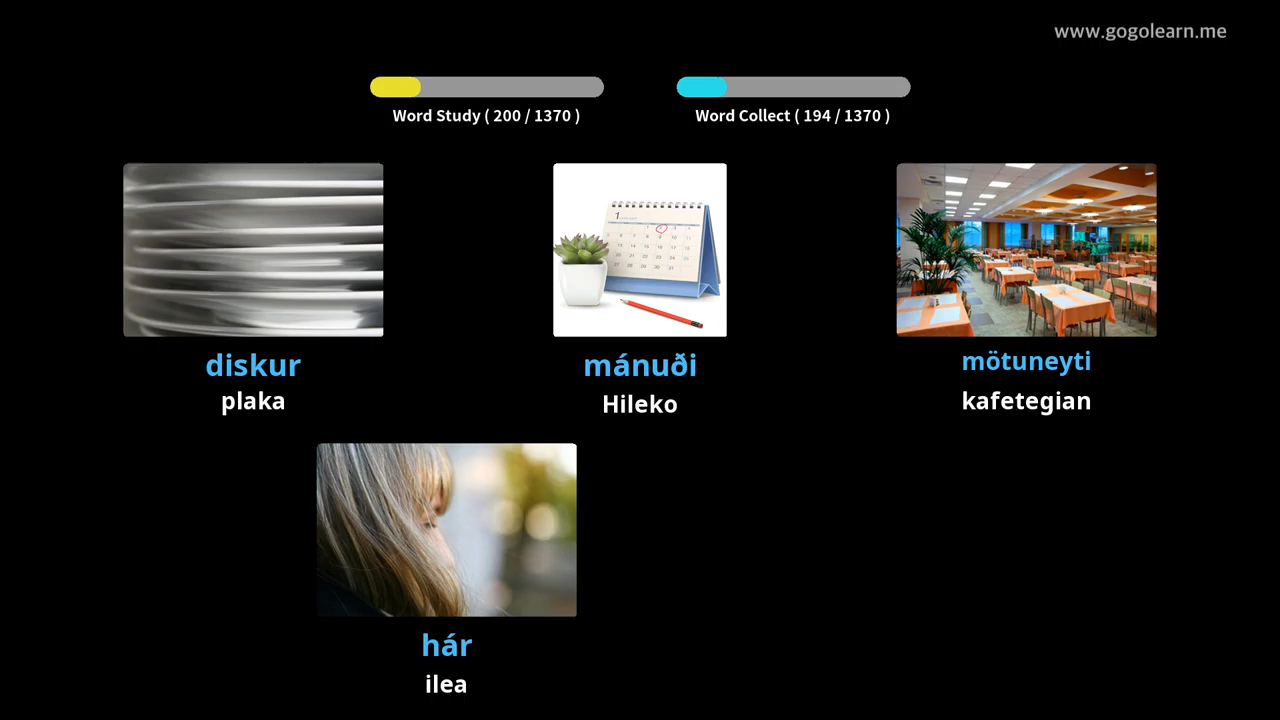 www.gogolearn.me
Word Study ( 200 / 1370 )
Word Collect ( 194 / 1370 )
diskur
plaka
mánuði
Hileko
mötuneyti
kafetegian
hár
ilea